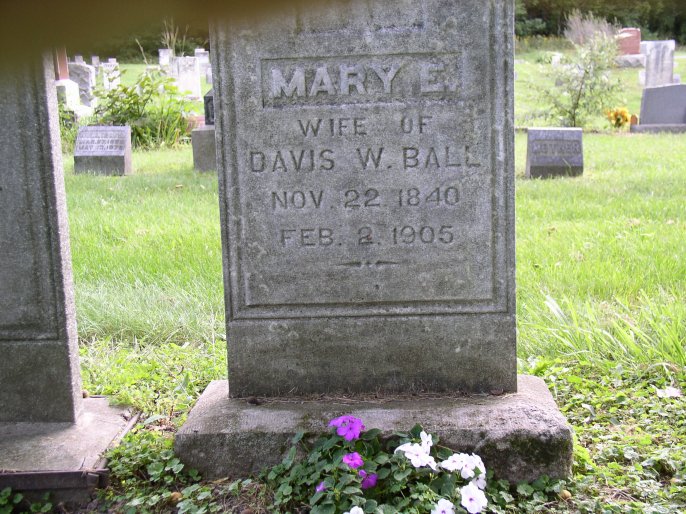 MARY E.
WIFE OF
DAVIS W. BALL
NOV. 22 1840
FEB. 2. 1905